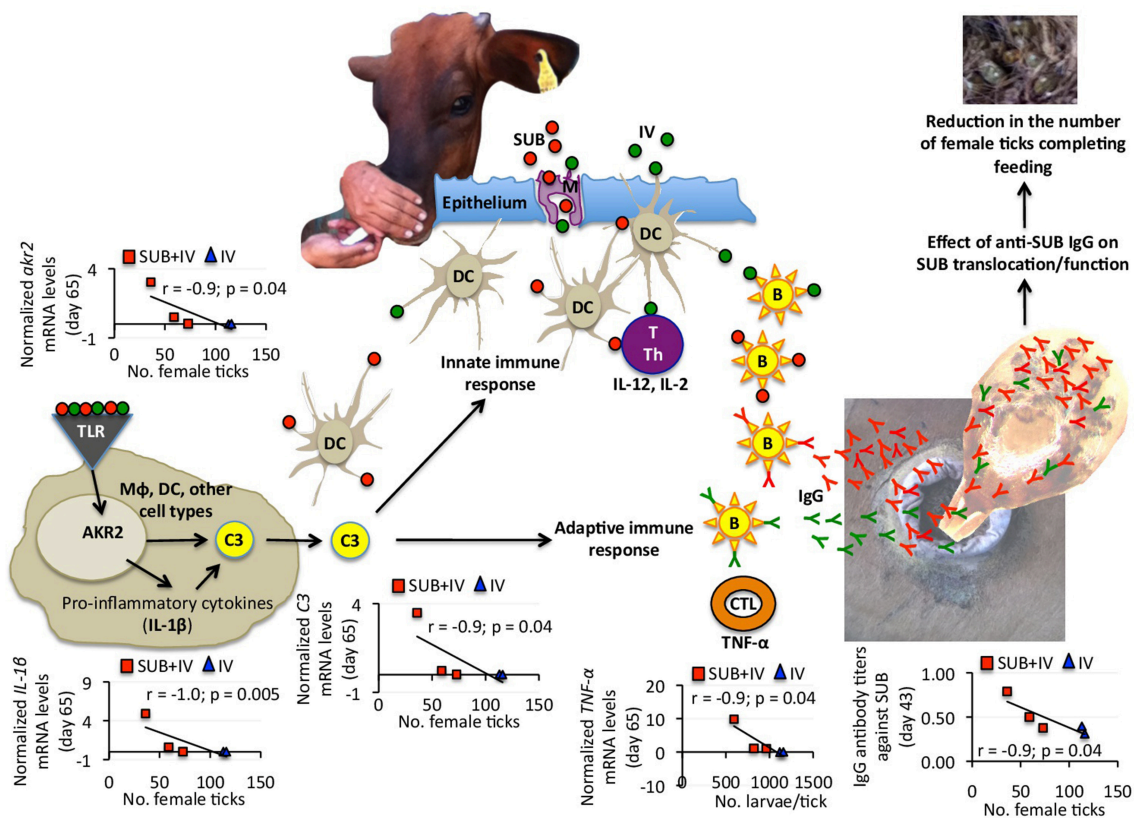 SUB
IV
M
Epithelium
DC
DC
DC
DC
T
Th
IL-12, IL-2
B
B
B
B
IgG
Reduction in the number
of female ticks completing
feeding
Effect of anti-SUB IgG on
SUB translocation/function
Innate immune
response
Adaptive immune
response
CTL
TNF-α
TLR
AKR2
Mφ, DC, other
cell types
C3
C3
Pro-inflammatory cytokines
(IL-1β)
Normalized akr2
mRNA levels
(day 65)
SUB+IV IV
r = -0.9; p = 0.04
4
-1
0 50 100 150
No. female ticks
Normalized IL-1β
mRNA levels
(day 65)
SUB+IV IV
r = -1.0; p = 0.005
9
4
-1
0 50 100 150
No. female ticks
Normalized C3
mRNA levels
(day 65)
SUB+IV IV
r = -0.9; p = 0.04
4
-1
0 50 100 150
No. female ticks
Normalized TNF-α
mRNA levels
(day 65)
SUB+IV IV
r = -0.9; p = 0.04
20
10
0
-10
0 500 1000 1500
No. larvae/tick
IgG antibody titers
against SUB
(day 43)
SUB+IV IV
r = -0.9; p = 0.04
1.00
0.50
0.00
0 50 100 150
No. female ticks